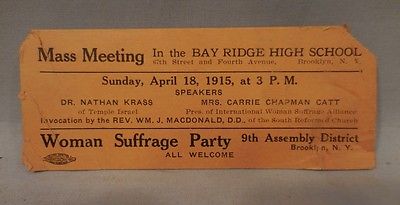 Mass Meeting In the BAY RIDGE HIGH SCHOOL
67th Street and Fourth Avenue, Brooklyn, N. Y.
Sunday, April 18, 1915, at 3 P. M.
SPEAKERS
DR. NATHAN KRASS MRS. CARRIE CHAPMAN CATT
of Temple Israel Pres. of International Woman Suffrage Alliance
Invocation by the REV. WM. J. MACDONALD, D.D., of the South Reformed Church
Woman Suffrage Party 9th Assembly District
Brooklyn, N. Y.
ALL WELCOME